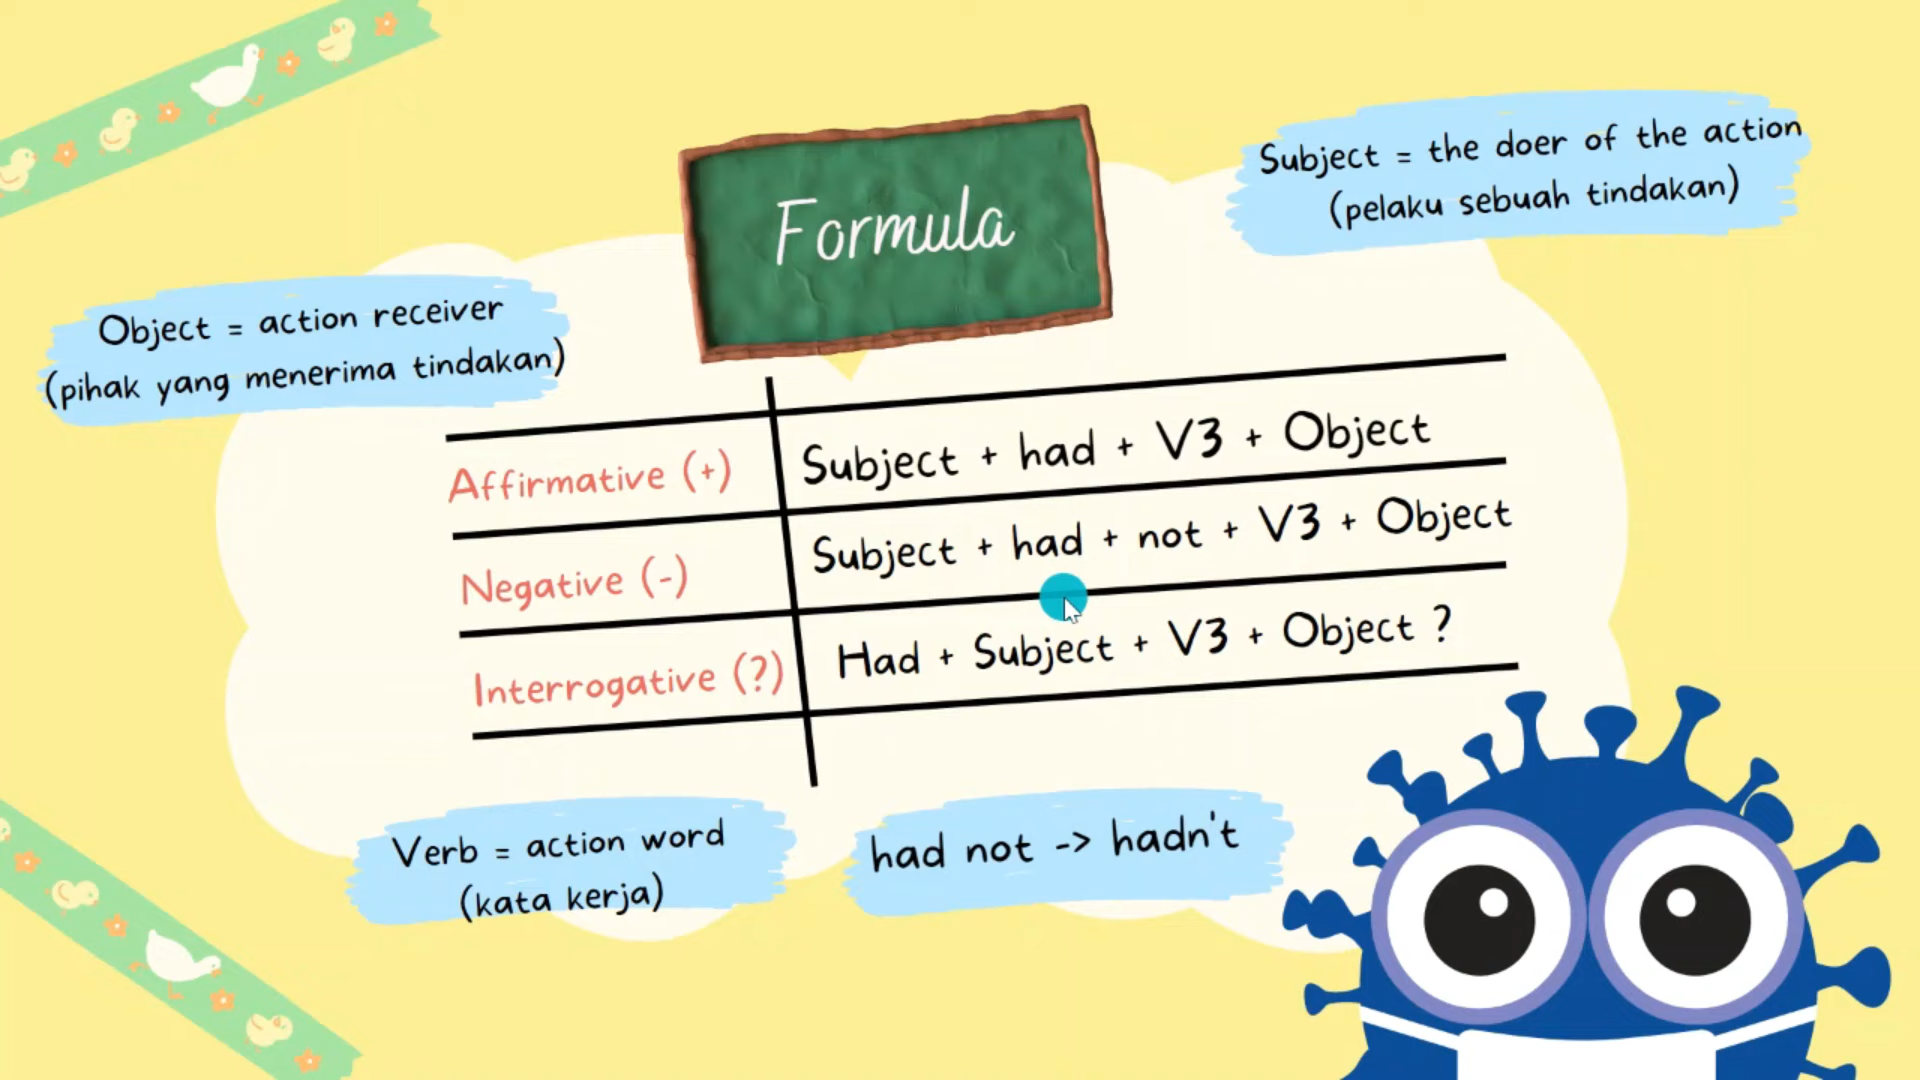 Formula
Subject = the doer of the action
(pelaku sebuah tindakan)
Object = action receiver
(pihak yang menerima tindakan)
Affirmative (+)
Subject + had + V3 + Object
Negative (-)
Subject + had + not + V3 + Object
Interrogative (?)
Had + Subject + V3 + Object ?
Verb = action word
(kata kerja)
had not -> hadn't